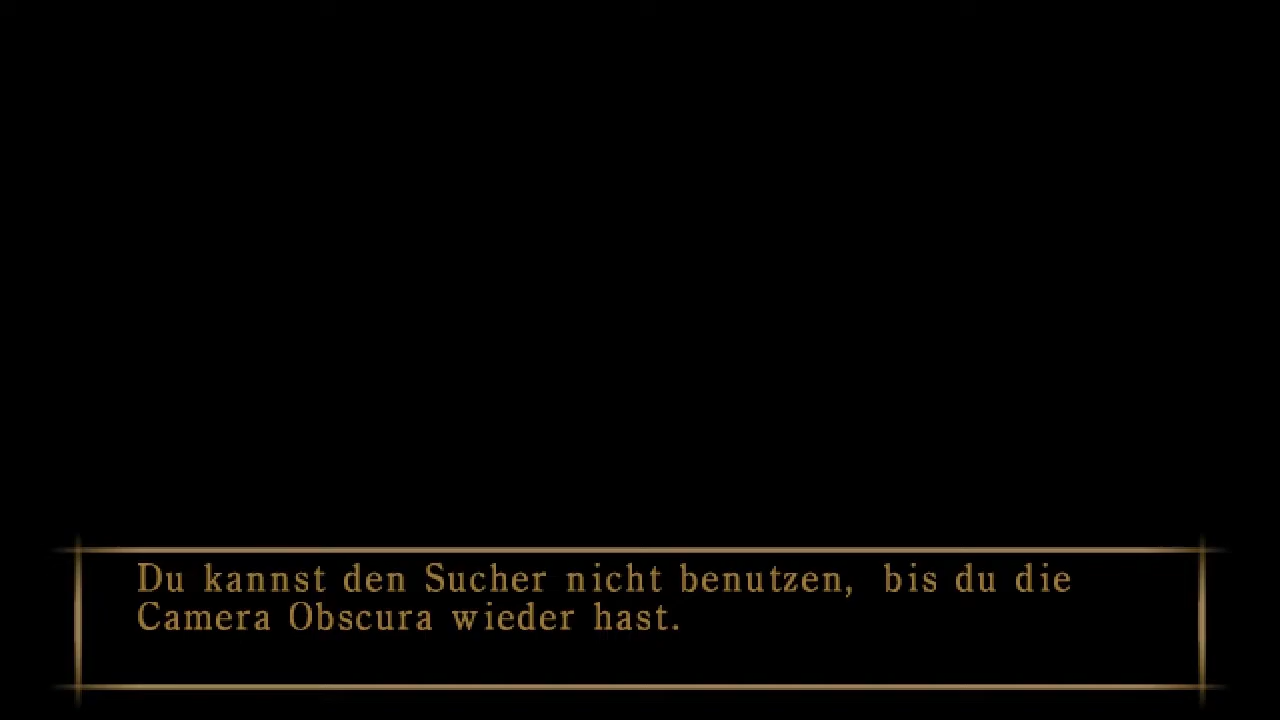 Du kannst den Sucher nicht benutzen, bis du die
Camera Obscura wieder hast.